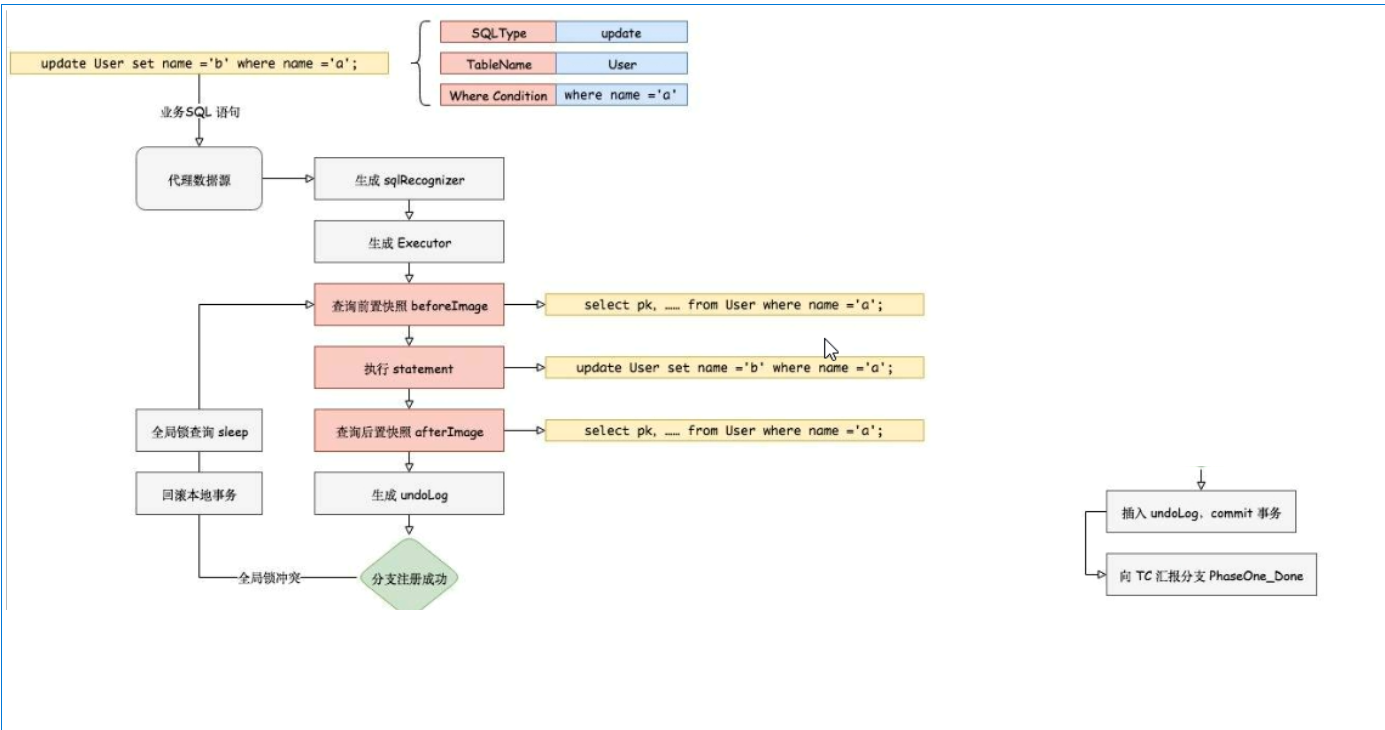 SQLType update
update User set name ='b' where name ='a';
TableName User
Where Condition where name ='a'
业务SQL 语句
代理数据源
生成 sqlRecognizer
生成 Executor
查询前置快照 beforeImage
select pk, …… from User where name ='a';
执行 statement
update User set name ='b' where name ='a';
全局锁查询 sleep
查询后置快照 afterImage
select pk, …… from User where name ='a';
回滚本地事务
生成 undoLog
插入 undoLog, commit 事务
全局锁冲突
分支注册成功
向 TC 汇报分支 PhaseOne_Done